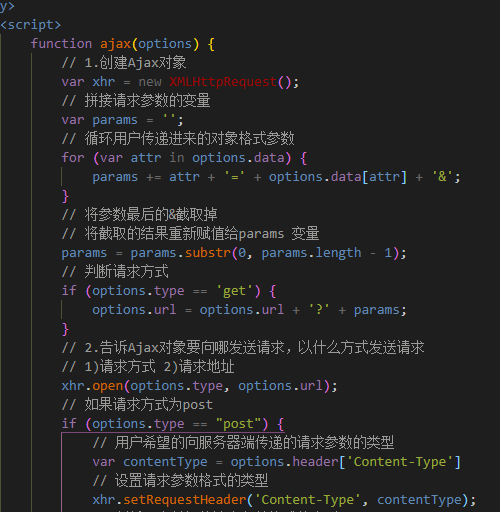 y>
<script>
function ajax(options) {
// 1.创建Ajax对象
var xhr = new XMLHttpRequest();
// 拼接请求参数的变量
var params = '';
// 循环用户传递进来的对象格式参数
for (var attr in options.data) {
params += attr + '=' + options.data[attr] + '&';
}
// 将参数最后的&截取掉
// 将截取的结果重新赋值给params 变量
params = params.substr(0, params.length - 1);
// 判断请求方式
if (options.type == 'get') {
options.url = options.url + '?' + params;
}
// 2.告诉Ajax对象要向哪发送请求，以什么方式发送请求
// 1)请求方式 2)请求地址
xhr.open(options.type, options.url);
// 如果请求方式为post
if (options.type == "post") {
// 用户希望的向服务器端传递的请求参数的类型
var contentType = options.header['Content-Type']
// 设置请求参数格式的类型
xhr.setRequestHeader('Content-Type', contentType);